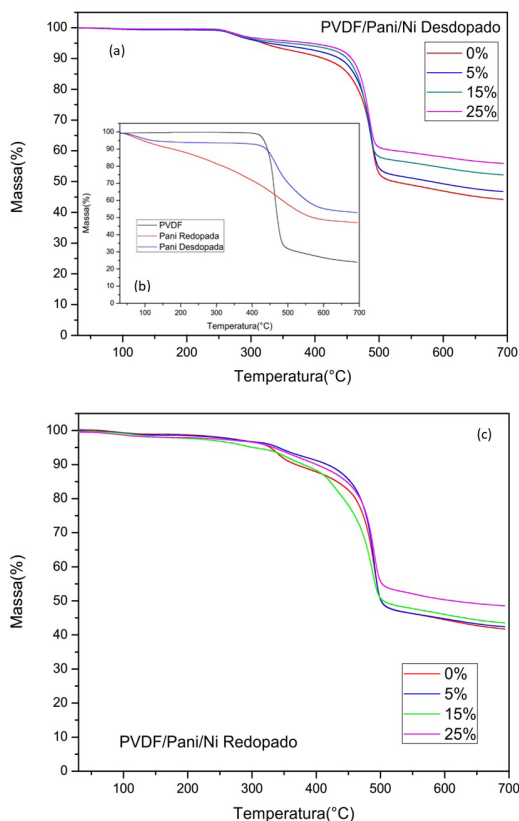 PVDF/Pani/Ni Desdopado
(a)
0%
5%
15%
25%
Massa(%)
100
90
80
70
60
50
40
30
20
10
0
100 200 300 400 500 600 700
Temperatura(°C)
Massa(%)
100
90
80
70
60
50
40
30
20
10
0
PVDF
Pani Redopada
Pani Desdopada
(b)
100 200 300 400 500 600 700
Temperatura(°C)
(c)
Massa(%)
100
90
80
70
60
50
40
30
20
10
0
0%
5%
15%
25%
PVDF/Pani/Ni Redopado
100 200 300 400 500 600 700
Temperatura(°C)